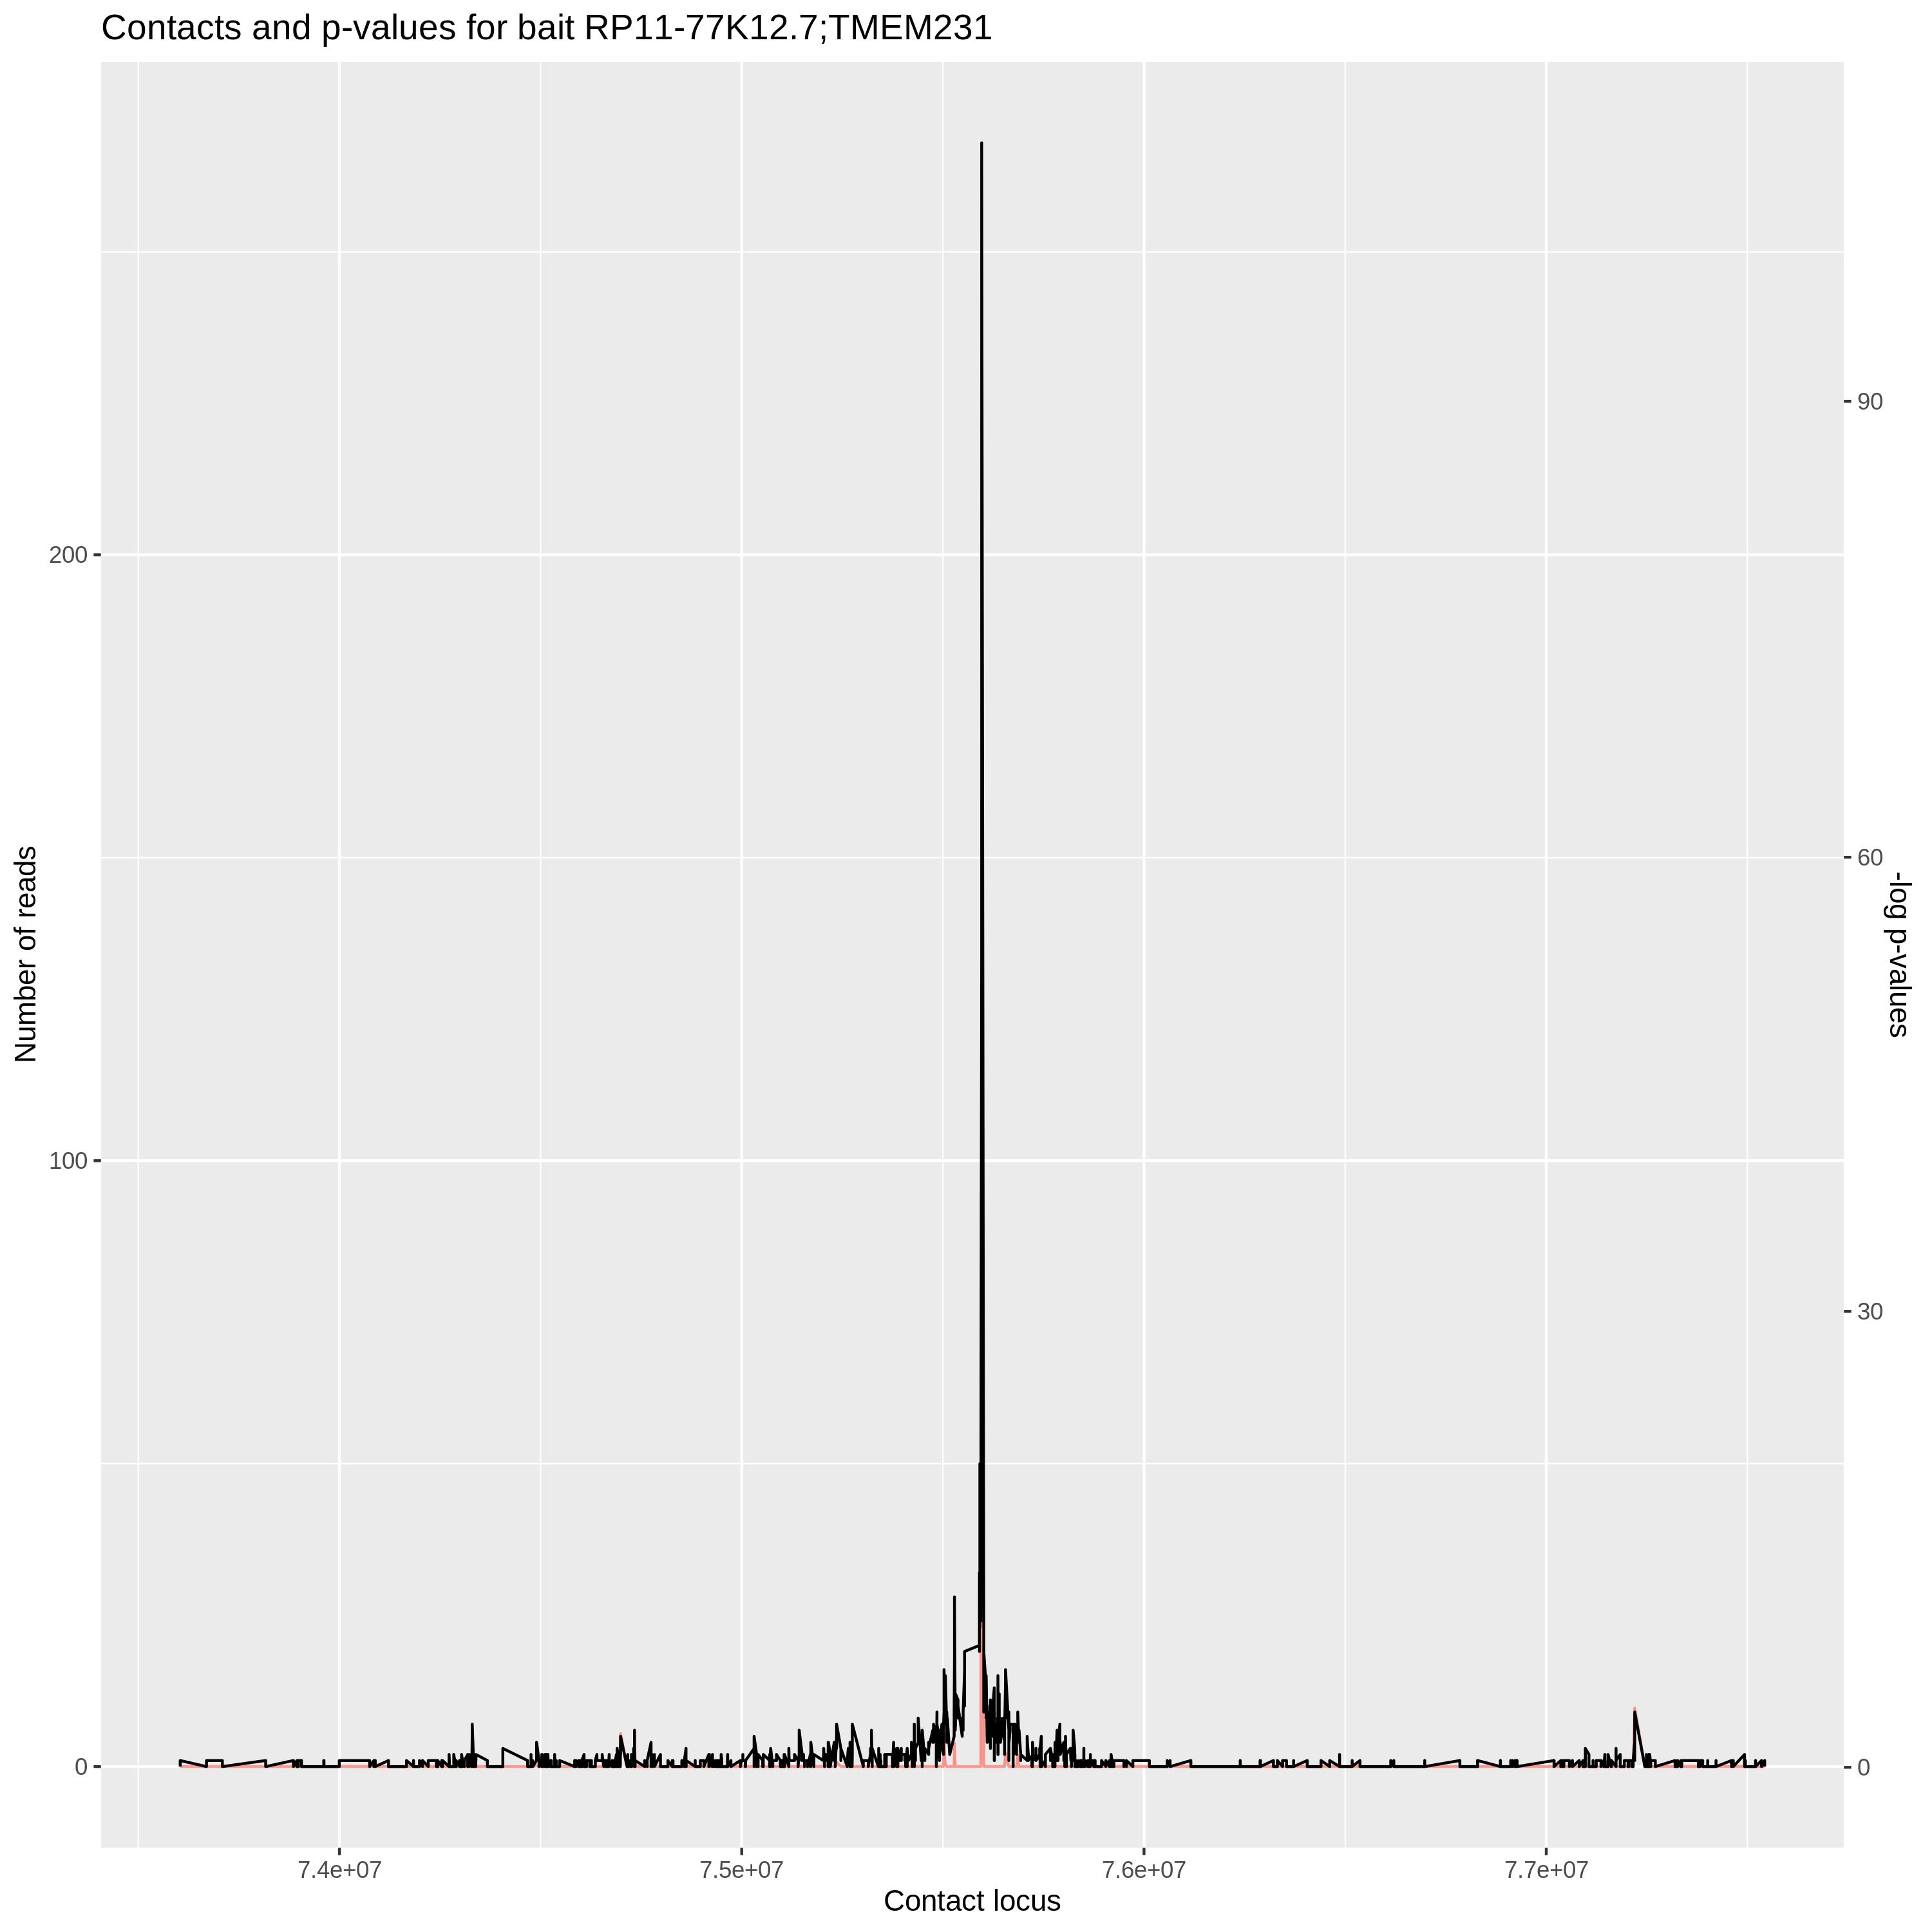 Contacts and p-values for bait RP11-77K12.7;TMEM231
Number of reads
200
100
0
90
60
30
0
-log p-values
7.4e+07
7.5e+07
7.6e+07
7.7e+07
Contact locus